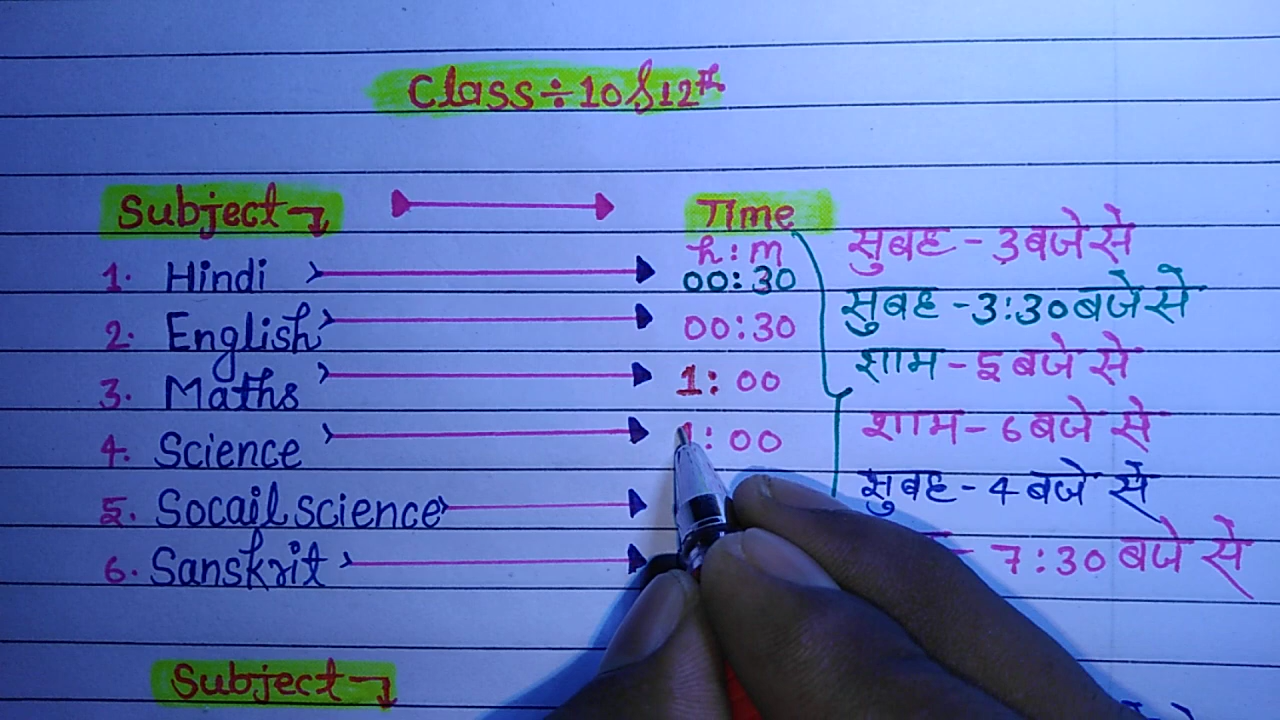 Class ÷ 10 & 12th
Subject Time
h : m
1. Hindi 00:30 सुबह - 3 बजे से
2. English 00:30 सुबह - 3:30 बजे से
3. Maths 1:00 शाम - 5 बजे से
4. Science 1:00 शाम - 6 बजे से
5. Socail science सुबह - 4 बजे से
6. Sanskrit - 7:30 बजे से
Subject